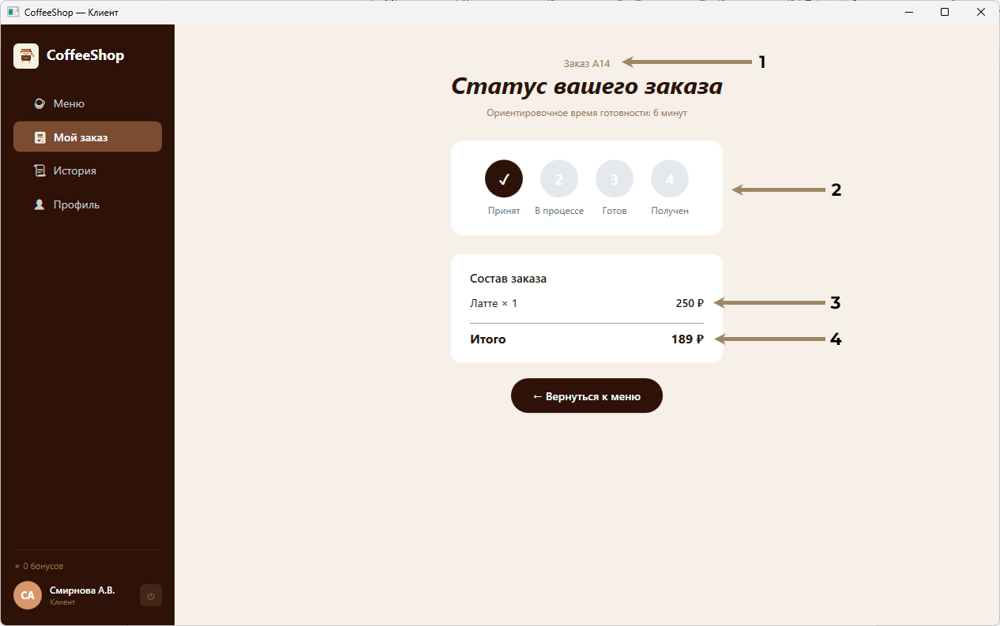 CoffeeShop — Клиент
CoffeeShop
Меню
Мой заказ
История
Профиль
★ 0 бонусов
СА
Смирнова А.В.
Клиент
Заказ А14
1
Статус вашего заказа
Ориентировочное время готовности: 6 минут
✓ 2 3 4
Принят В процессе Готов Получен
2
Состав заказа
Латте × 1 250 ₽
3
Итого 189 ₽
4
← Вернуться к меню